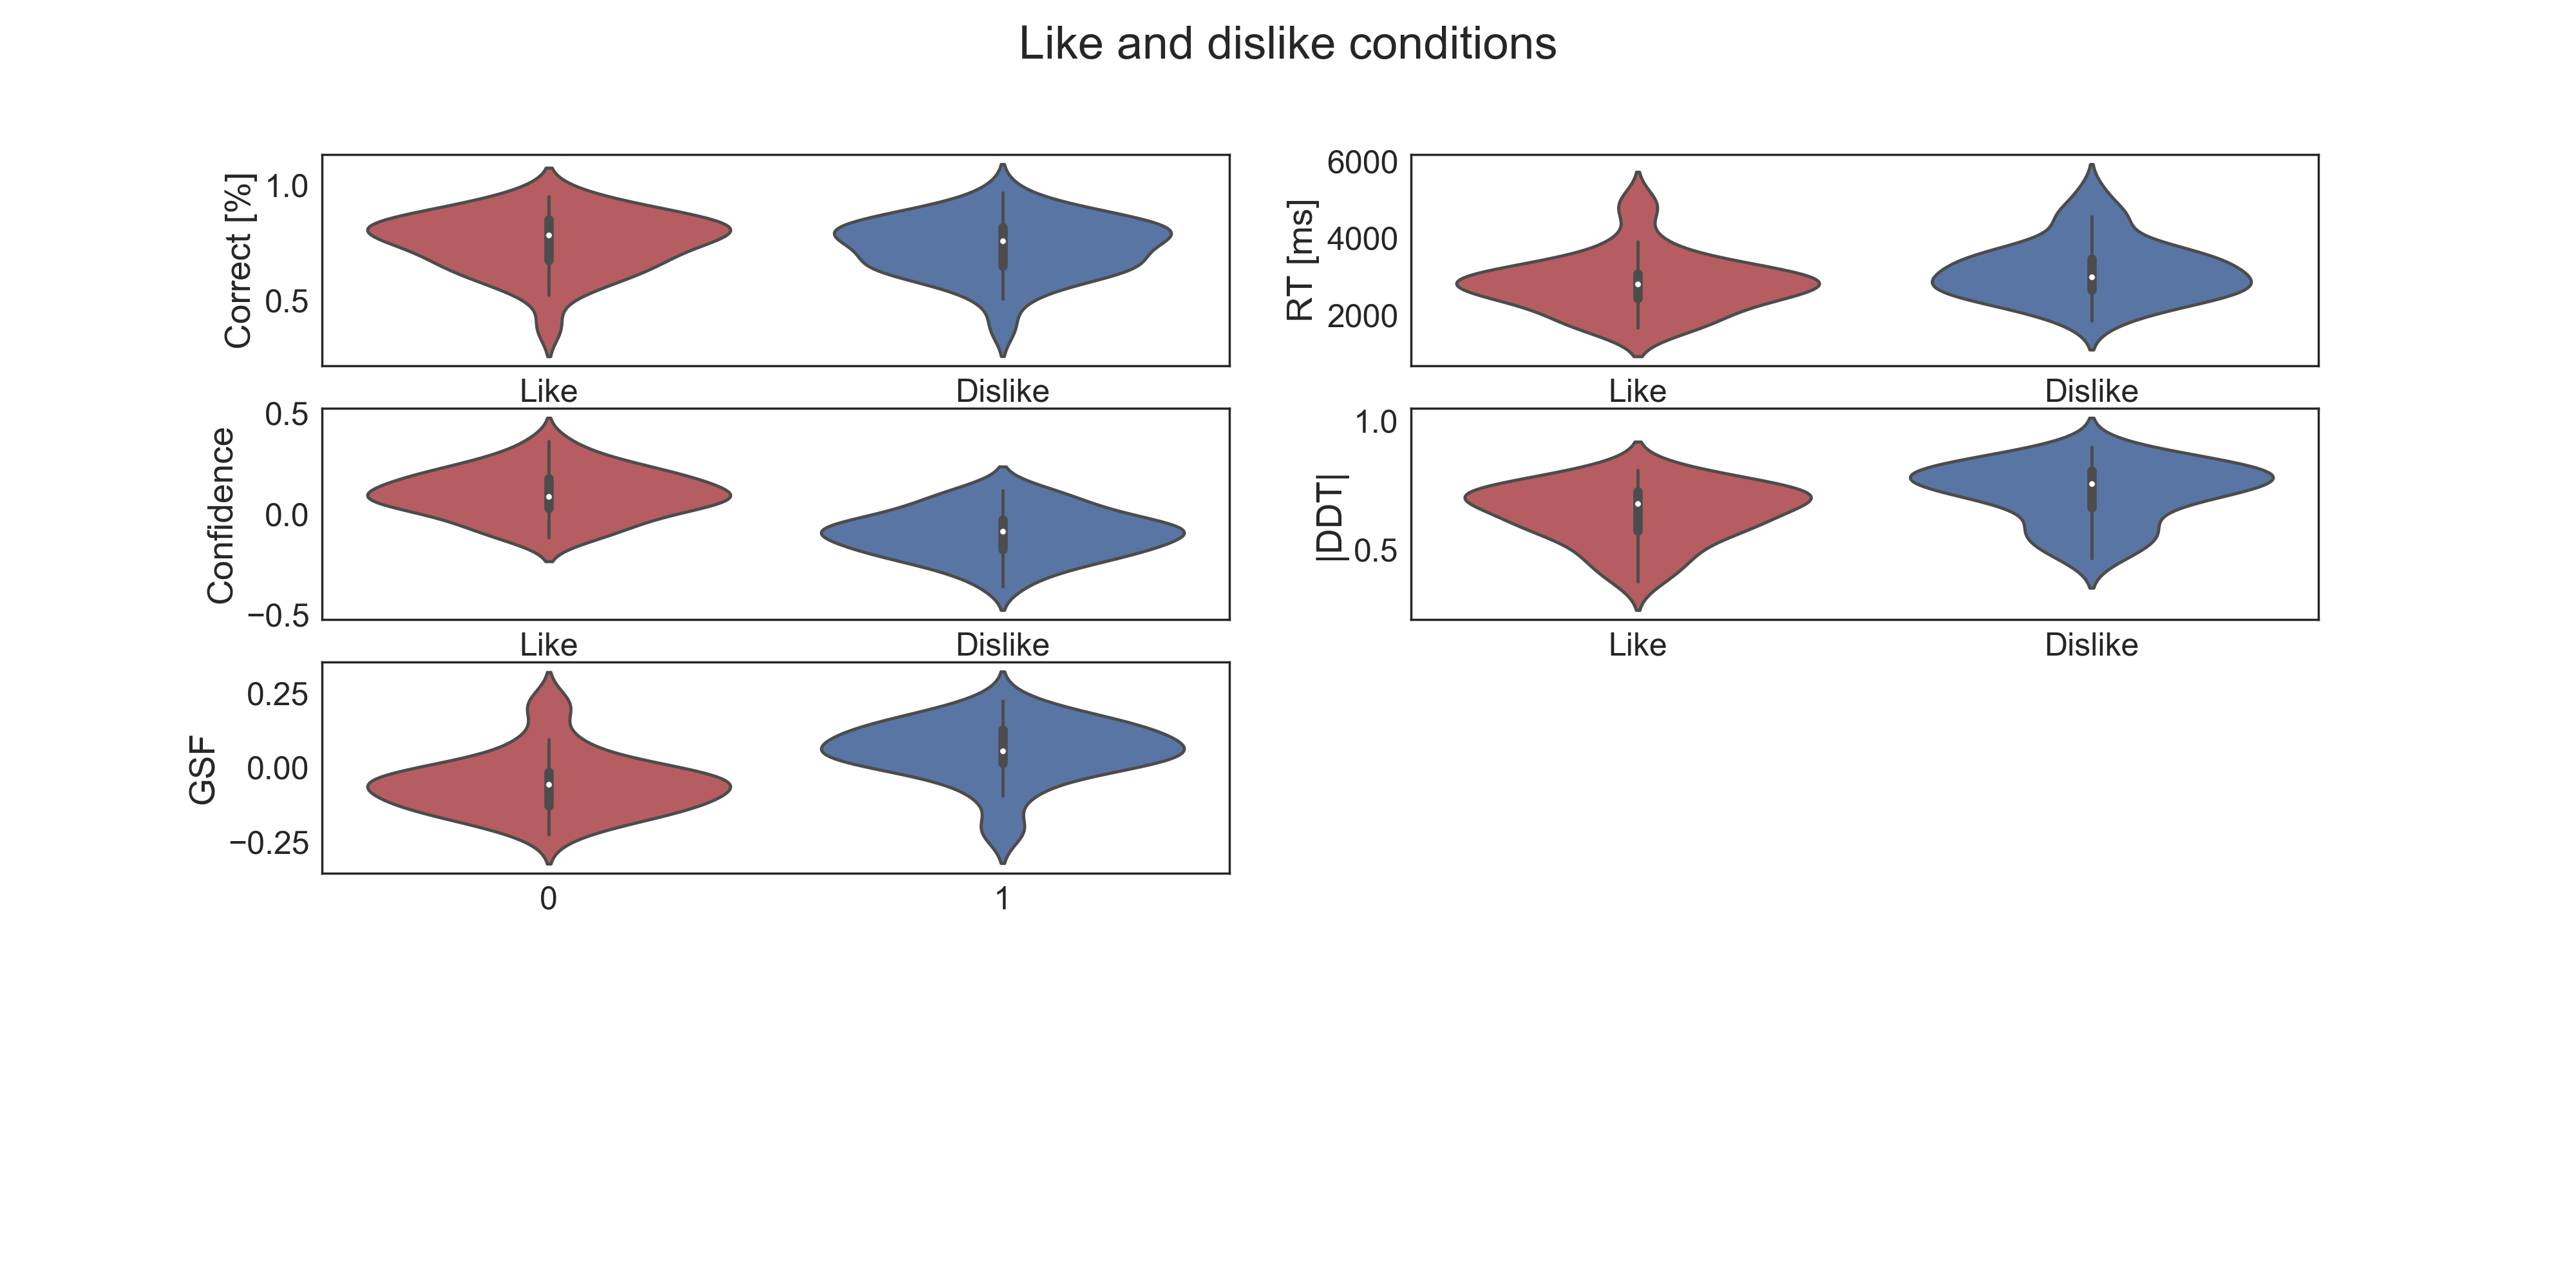 Like and dislike conditions
Correct [%]
1.0
0.5
Like
Dislike
RT [ms]
6000
4000
2000
Like
Dislike
Confidence
0.5
0.0
−0.5
Like
Dislike
|DDT|
1.0
0.5
Like
Dislike
GSF
0.25
0.00
−0.25
0
1